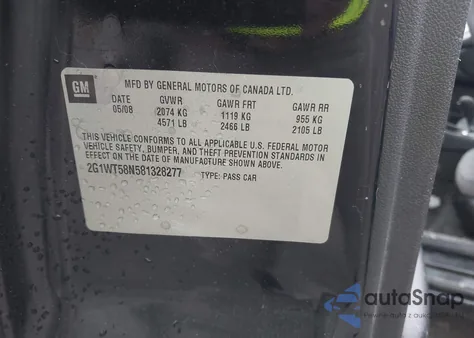 GM
MFD BY GENERAL MOTORS OF CANADA LTD.
DATE GVWR GAWR FRT GAWR RR
05/08 2074 KG 1119 KG 955 KG
4571 LB 2466 LB 2105 LB
THIS VEHICLE CONFORMS TO ALL APPLICABLE U.S. FEDERAL MOTOR
VEHICLE SAFETY, BUMPER, AND THEFT PREVENTION STANDARDS IN
EFFECT ON THE DATE OF MANUFACTURE SHOWN ABOVE.
2G1WT58N581328277 TYPE: PASS CAR
autoSnap